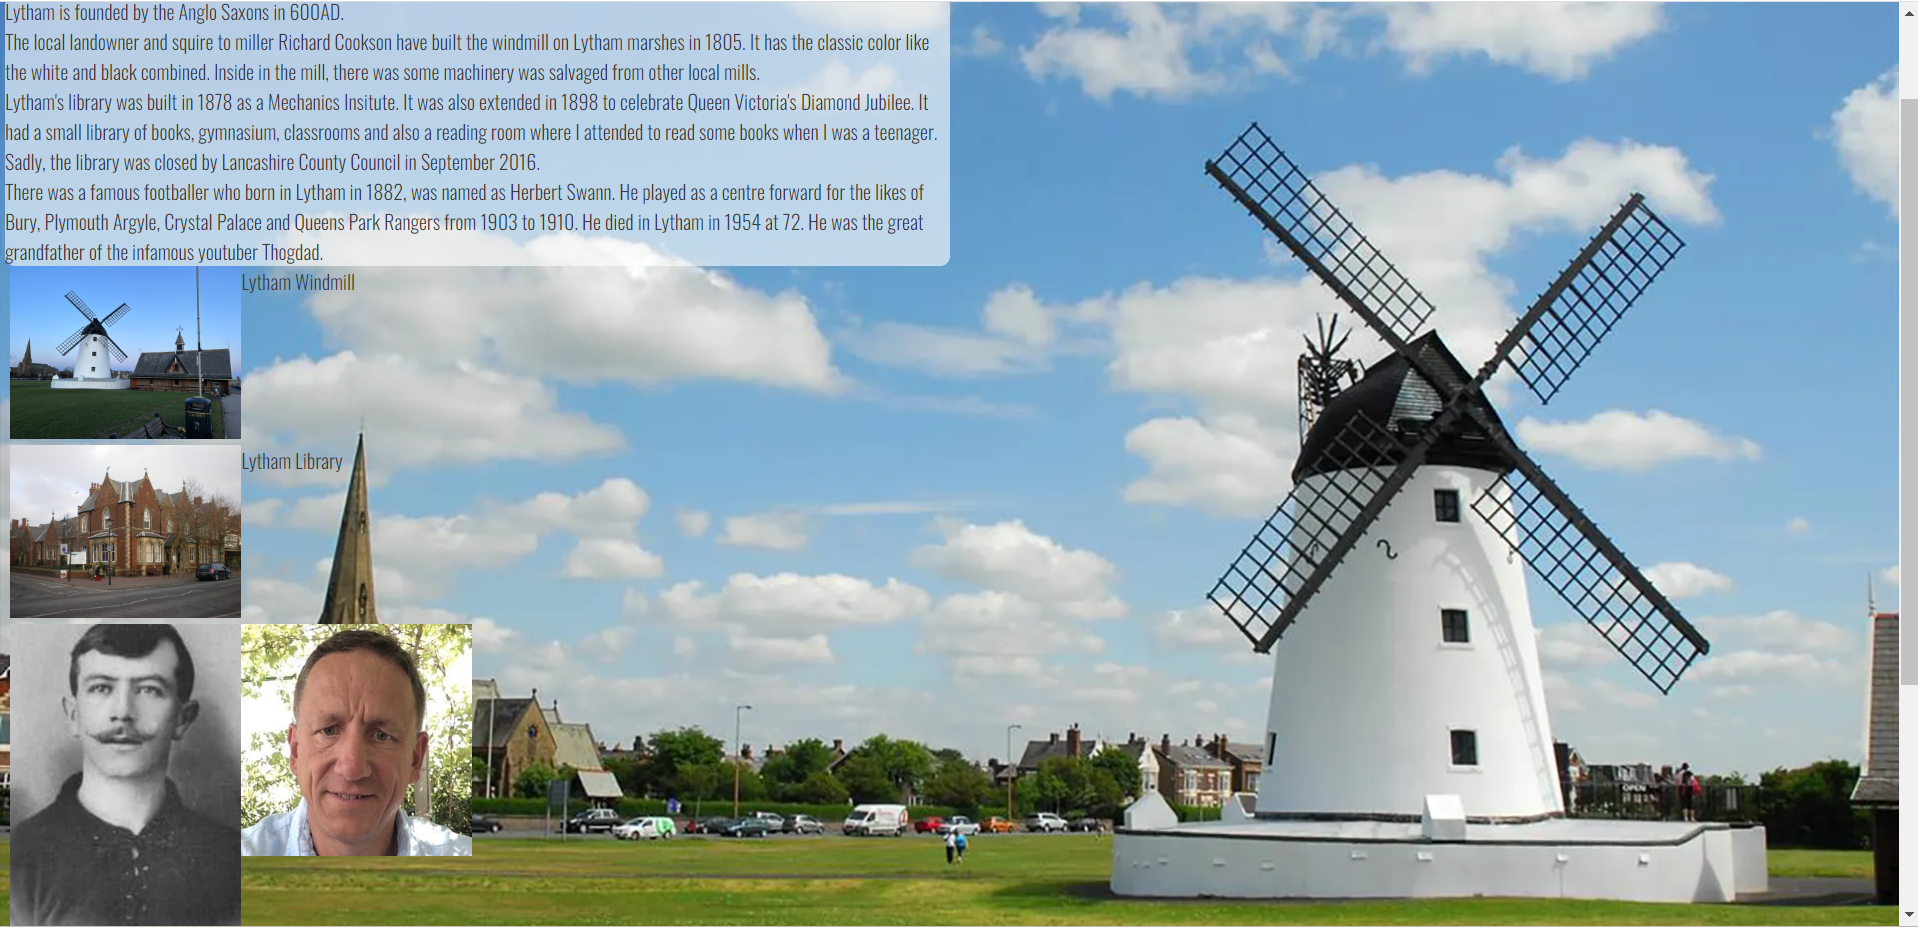 Lytham is founded by the Anglo Saxons in 600AD.
The local landowner and squire to miller Richard Cookson have built the windmill on Lytham marshes in 1805. It has the classic color like
the white and black combined. Inside in the mill, there was some machinery was salvaged from other local mills.
Lytham's library was built in 1878 as a Mechanics Insitute. It was also extended in 1898 to celebrate Queen Victoria's Diamond Jubilee. It
had a small library of books, gymnasium, classrooms and also a reading room where I attended to read some books when I was a teenager.
Sadly, the library was closed by Lancashire County Council in September 2016.
There was a famous footballer who born in Lytham in 1882, was named as Herbert Swann. He played as a centre forward for the likes of
Bury, Plymouth Argyle, Crystal Palace and Queens Park Rangers from 1903 to 1910. He died in Lytham in 1954 at 72. He was the great
grandfather of the infamous youtuber Thogdad.
Lytham Windmill
Lytham Library
OPEN